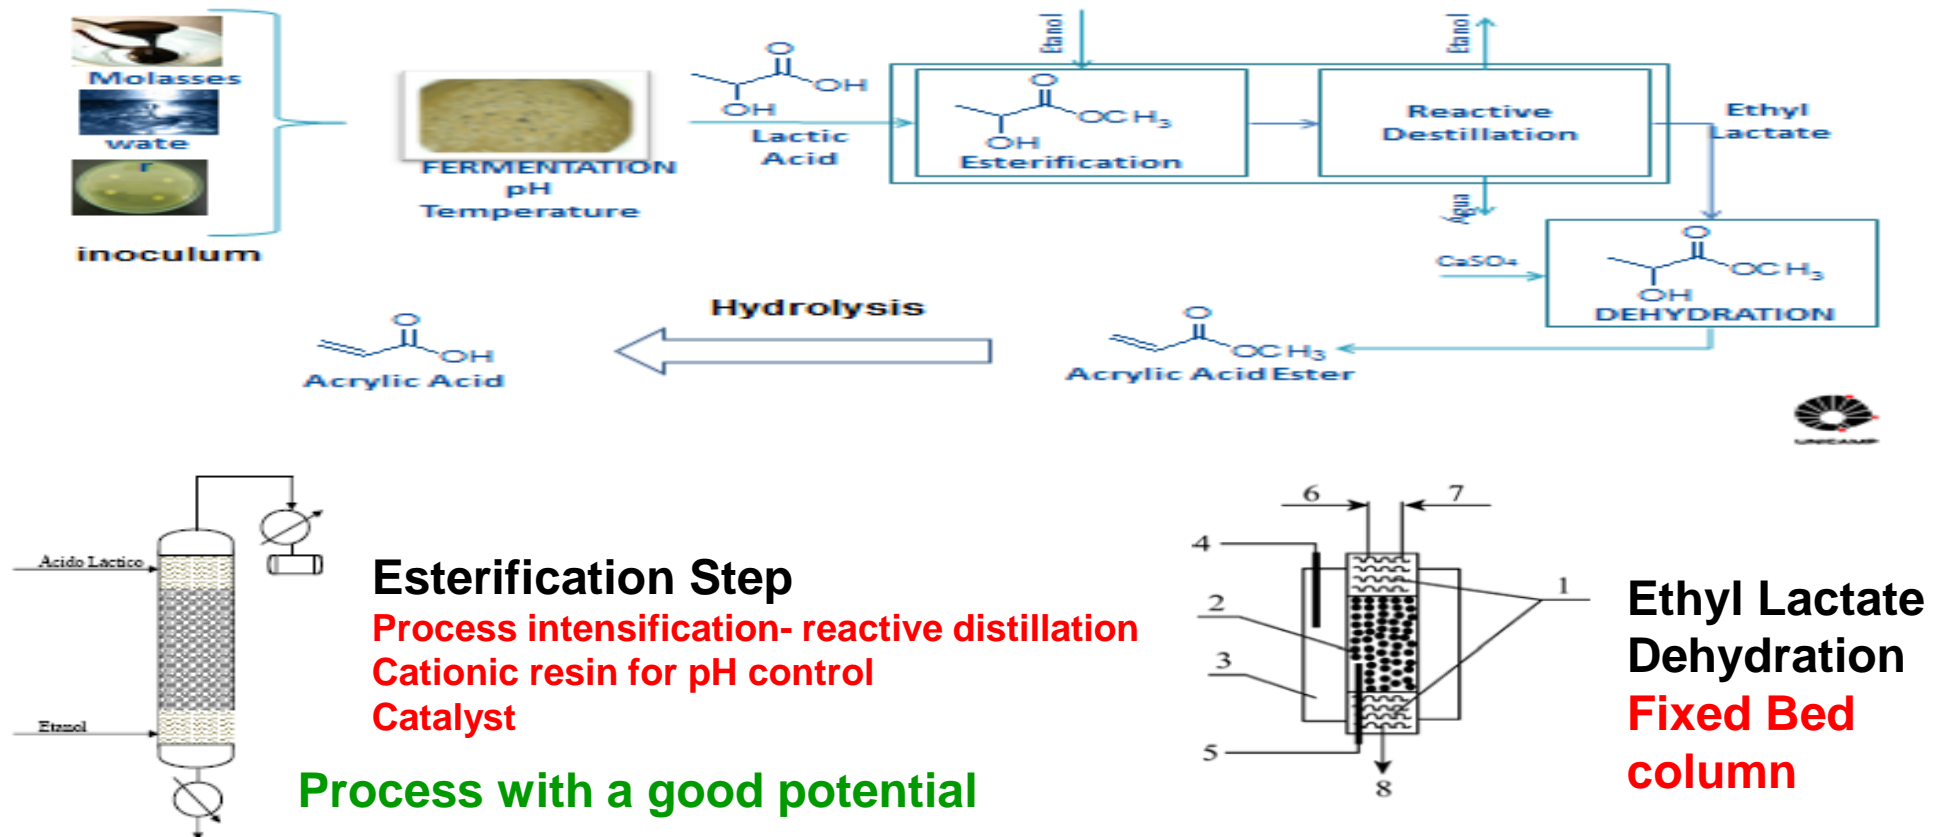 Molasses
wate
r
inoculum
FERMENTATION
pH
Temperature
O
OH
OH
Lactic
Acid
Etanol
O
OCH3
OH
Esterification
Reactive
Destillation
Etanol
Ethyl
Lactate
Água
CaSO4
O
OCH3
OH
DEHYDRATION
Hydrolysis
O
OH
Acrylic Acid
O
OCH3
Acrylic Acid Ester
UNICAMP
Acido Láctico
Etanol
Esterification Step
Process intensification- reactive distillation
Cationic resin for pH control
Catalyst
Process with a good potential
6
7
4
2
1
3
5
8
Ethyl Lactate
Dehydration
Fixed Bed
column